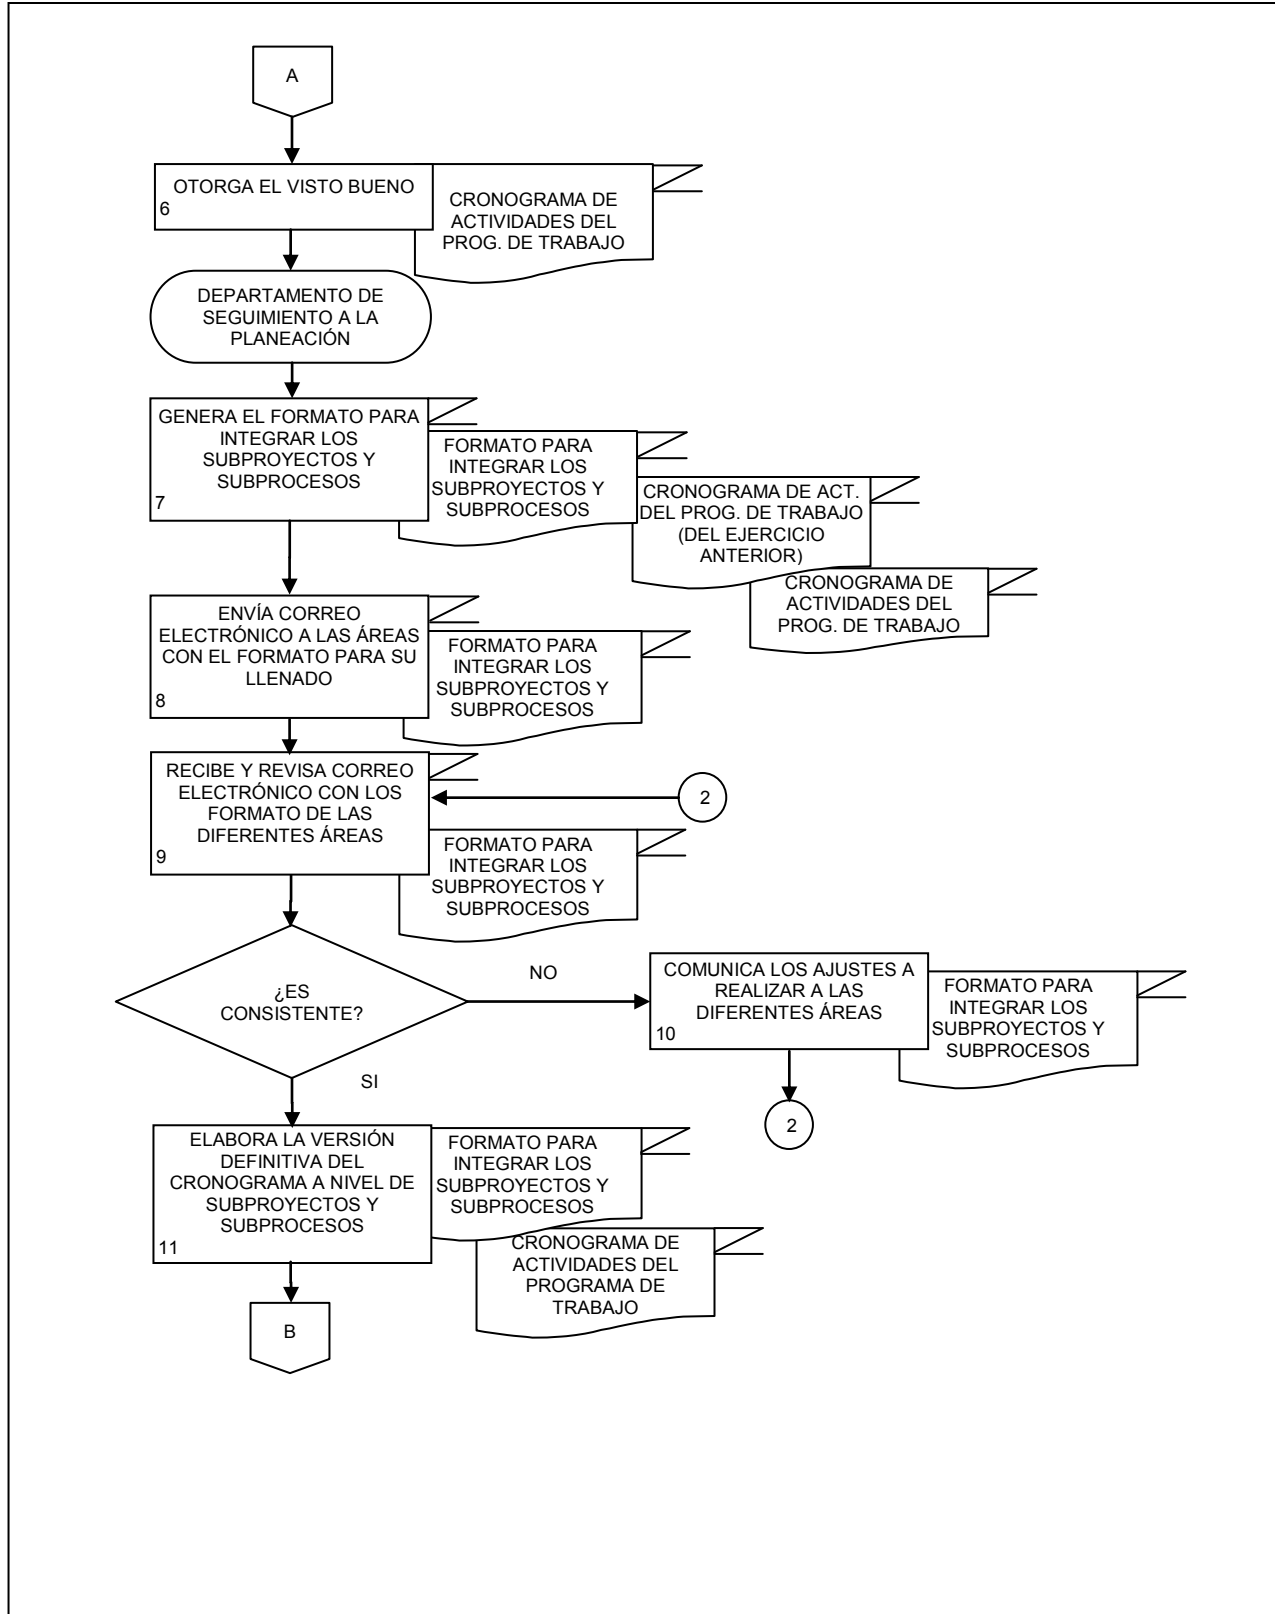 A
OTORGA EL VISTO BUENO
6
CRONOGRAMA DE
ACTIVIDADES DEL
PROG. DE TRABAJO
DEPARTAMENTO DE
SEGUIMIENTO A LA
PLANEACIÓN
GENERA EL FORMATO PARA
INTEGRAR LOS
SUBPROYECTOS Y
SUBPROCESOS
7
FORMATO PARA
INTEGRAR LOS
SUBPROYECTOS Y
SUBPROCESOS
CRONOGRAMA DE ACT.
DEL PROG. DE TRABAJO
(DEL EJERCICIO
ANTERIOR)
CRONOGRAMA DE
ACTIVIDADES DEL
PROG. DE TRABAJO
ENVÍA CORREO
ELECTRÓNICO A LAS ÁREAS
CON EL FORMATO PARA SU
LLENADO
8
FORMATO PARA
INTEGRAR LOS
SUBPROYECTOS Y
SUBPROCESOS
RECIBE Y REVISA CORREO
ELECTRÓNICO CON LOS
FORMATO DE LAS
DIFERENTES ÁREAS
9
2
FORMATO PARA
INTEGRAR LOS
SUBPROYECTOS Y
SUBPROCESOS
¿ES
CONSISTENTE?
NO
COMUNICA LOS AJUSTES A
REALIZAR A LAS
DIFERENTES ÁREAS
10
FORMATO PARA
INTEGRAR LOS
SUBPROYECTOS Y
SUBPROCESOS
2
SI
ELABORA LA VERSIÓN
DEFINITIVA DEL
CRONOGRAMA A NIVEL DE
SUBPROYECTOS Y
SUBPROCESOS
11
FORMATO PARA
INTEGRAR LOS
SUBPROYECTOS Y
SUBPROCESOS
CRONOGRAMA DE
ACTIVIDADES DEL
PROGRAMA DE
TRABAJO
B